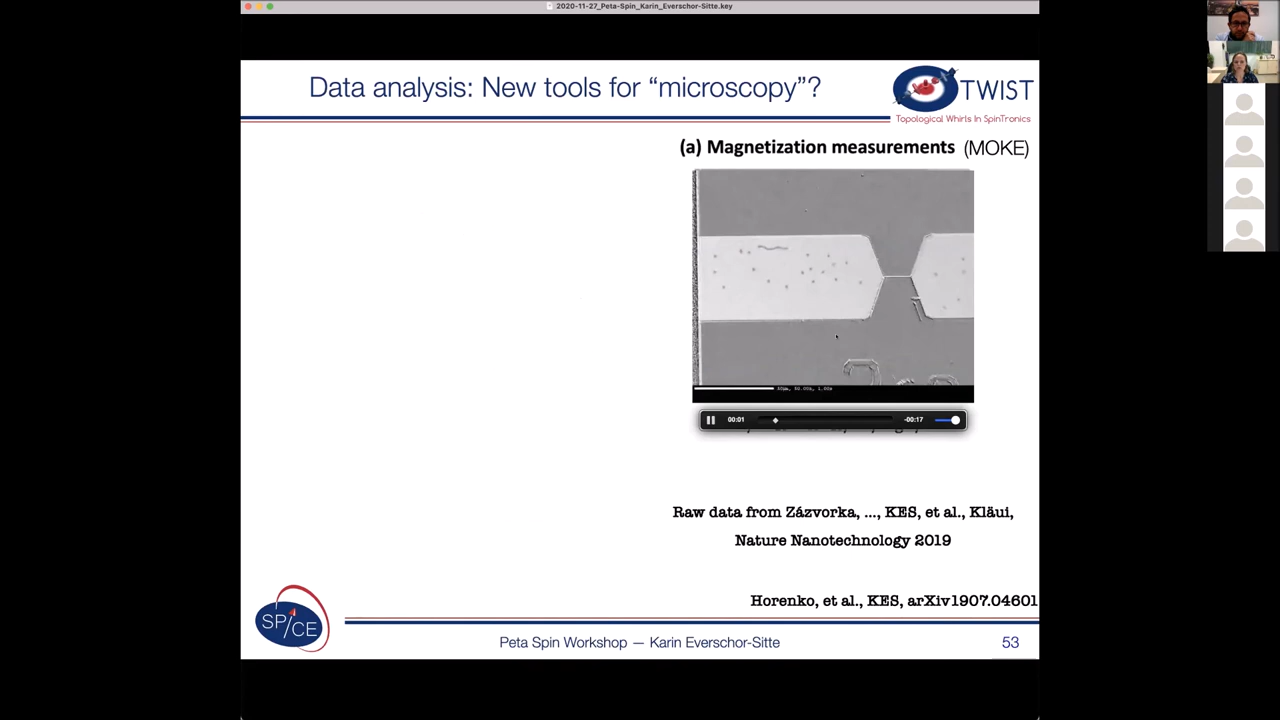 2020-11-27_Peta-Spin_Karin_Everschor-Sitte.key
Data analysis: New tools for “microscopy”?
TWIST
Topological Whirls In SpinTronics
(a) Magnetization measurements (MOKE)
00:01
-00:17
Raw data from Zázvorka, ..., KES, et al., Kläui,
Nature Nanotechnology 2019
Horenko, et al., KES, arXiv1907.04601
SPICE
Peta Spin Workshop — Karin Everschor-Sitte
53